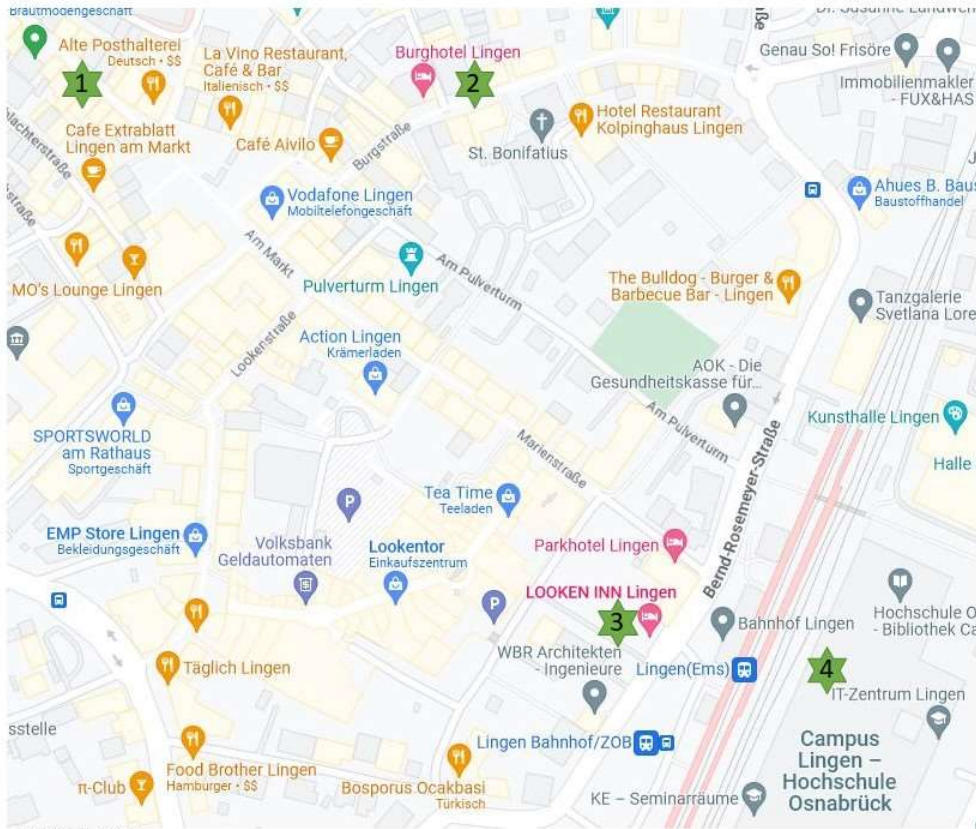 Brautmodengeschäft
Alte Posthalterei
Deutsch • $$
1
La Vino Restaurant,
Café & Bar
Italienisch • $$
Burghotel Lingen
2
Genau So! Frisöre
Immobilienmakler
- FUX&HAS
Cafe Extrablatt
Lingen am Markt
Café Aivilo
Burgstraße
St. Bonifatius
Hotel Restaurant
Kolpinghaus Lingen
Vodafone Lingen
Mobiltelefongeschäft
Ahues B. Baus
Baustoffhandel
Am Markt
Am Pulverturm
MO's Lounge Lingen
Pulverturm Lingen
The Bulldog - Burger &
Barbecue Bar - Lingen
Tanzgalerie
Svetlana Lore
Lookenstraße
Action Lingen
Krämerladen
AOK - Die
Gesundheitskasse für...
Am Pulverturm
Kunsthalle Lingen
Halle
SPORTSWORLD
am Rathaus
Sportgeschäft
Marienstraße
Bernd-Rosemeyer-Straße
Tea Time
Teeladen
P
EMP Store Lingen
Bekleidungsgeschäft
Volksbank
Geldautomaten
Lookentor
Einkaufszentrum
Parkhotel Lingen
P
LOOKEN INN Lingen
3
Bahnhof Lingen
Hochschule O
- Bibliothek Ca
WBR Architekten
- Ingenieure
Lingen(Ems)
4
IT-Zentrum Lingen
Täglich Lingen
sstelle
Lingen Bahnhof/ZOB
Campus
Lingen –
Hochschule
Osnabrück
Food Brother Lingen
Hamburger • $$
π-Club
Bosporus Ocakbasi
Türkisch
KE – Seminarräume